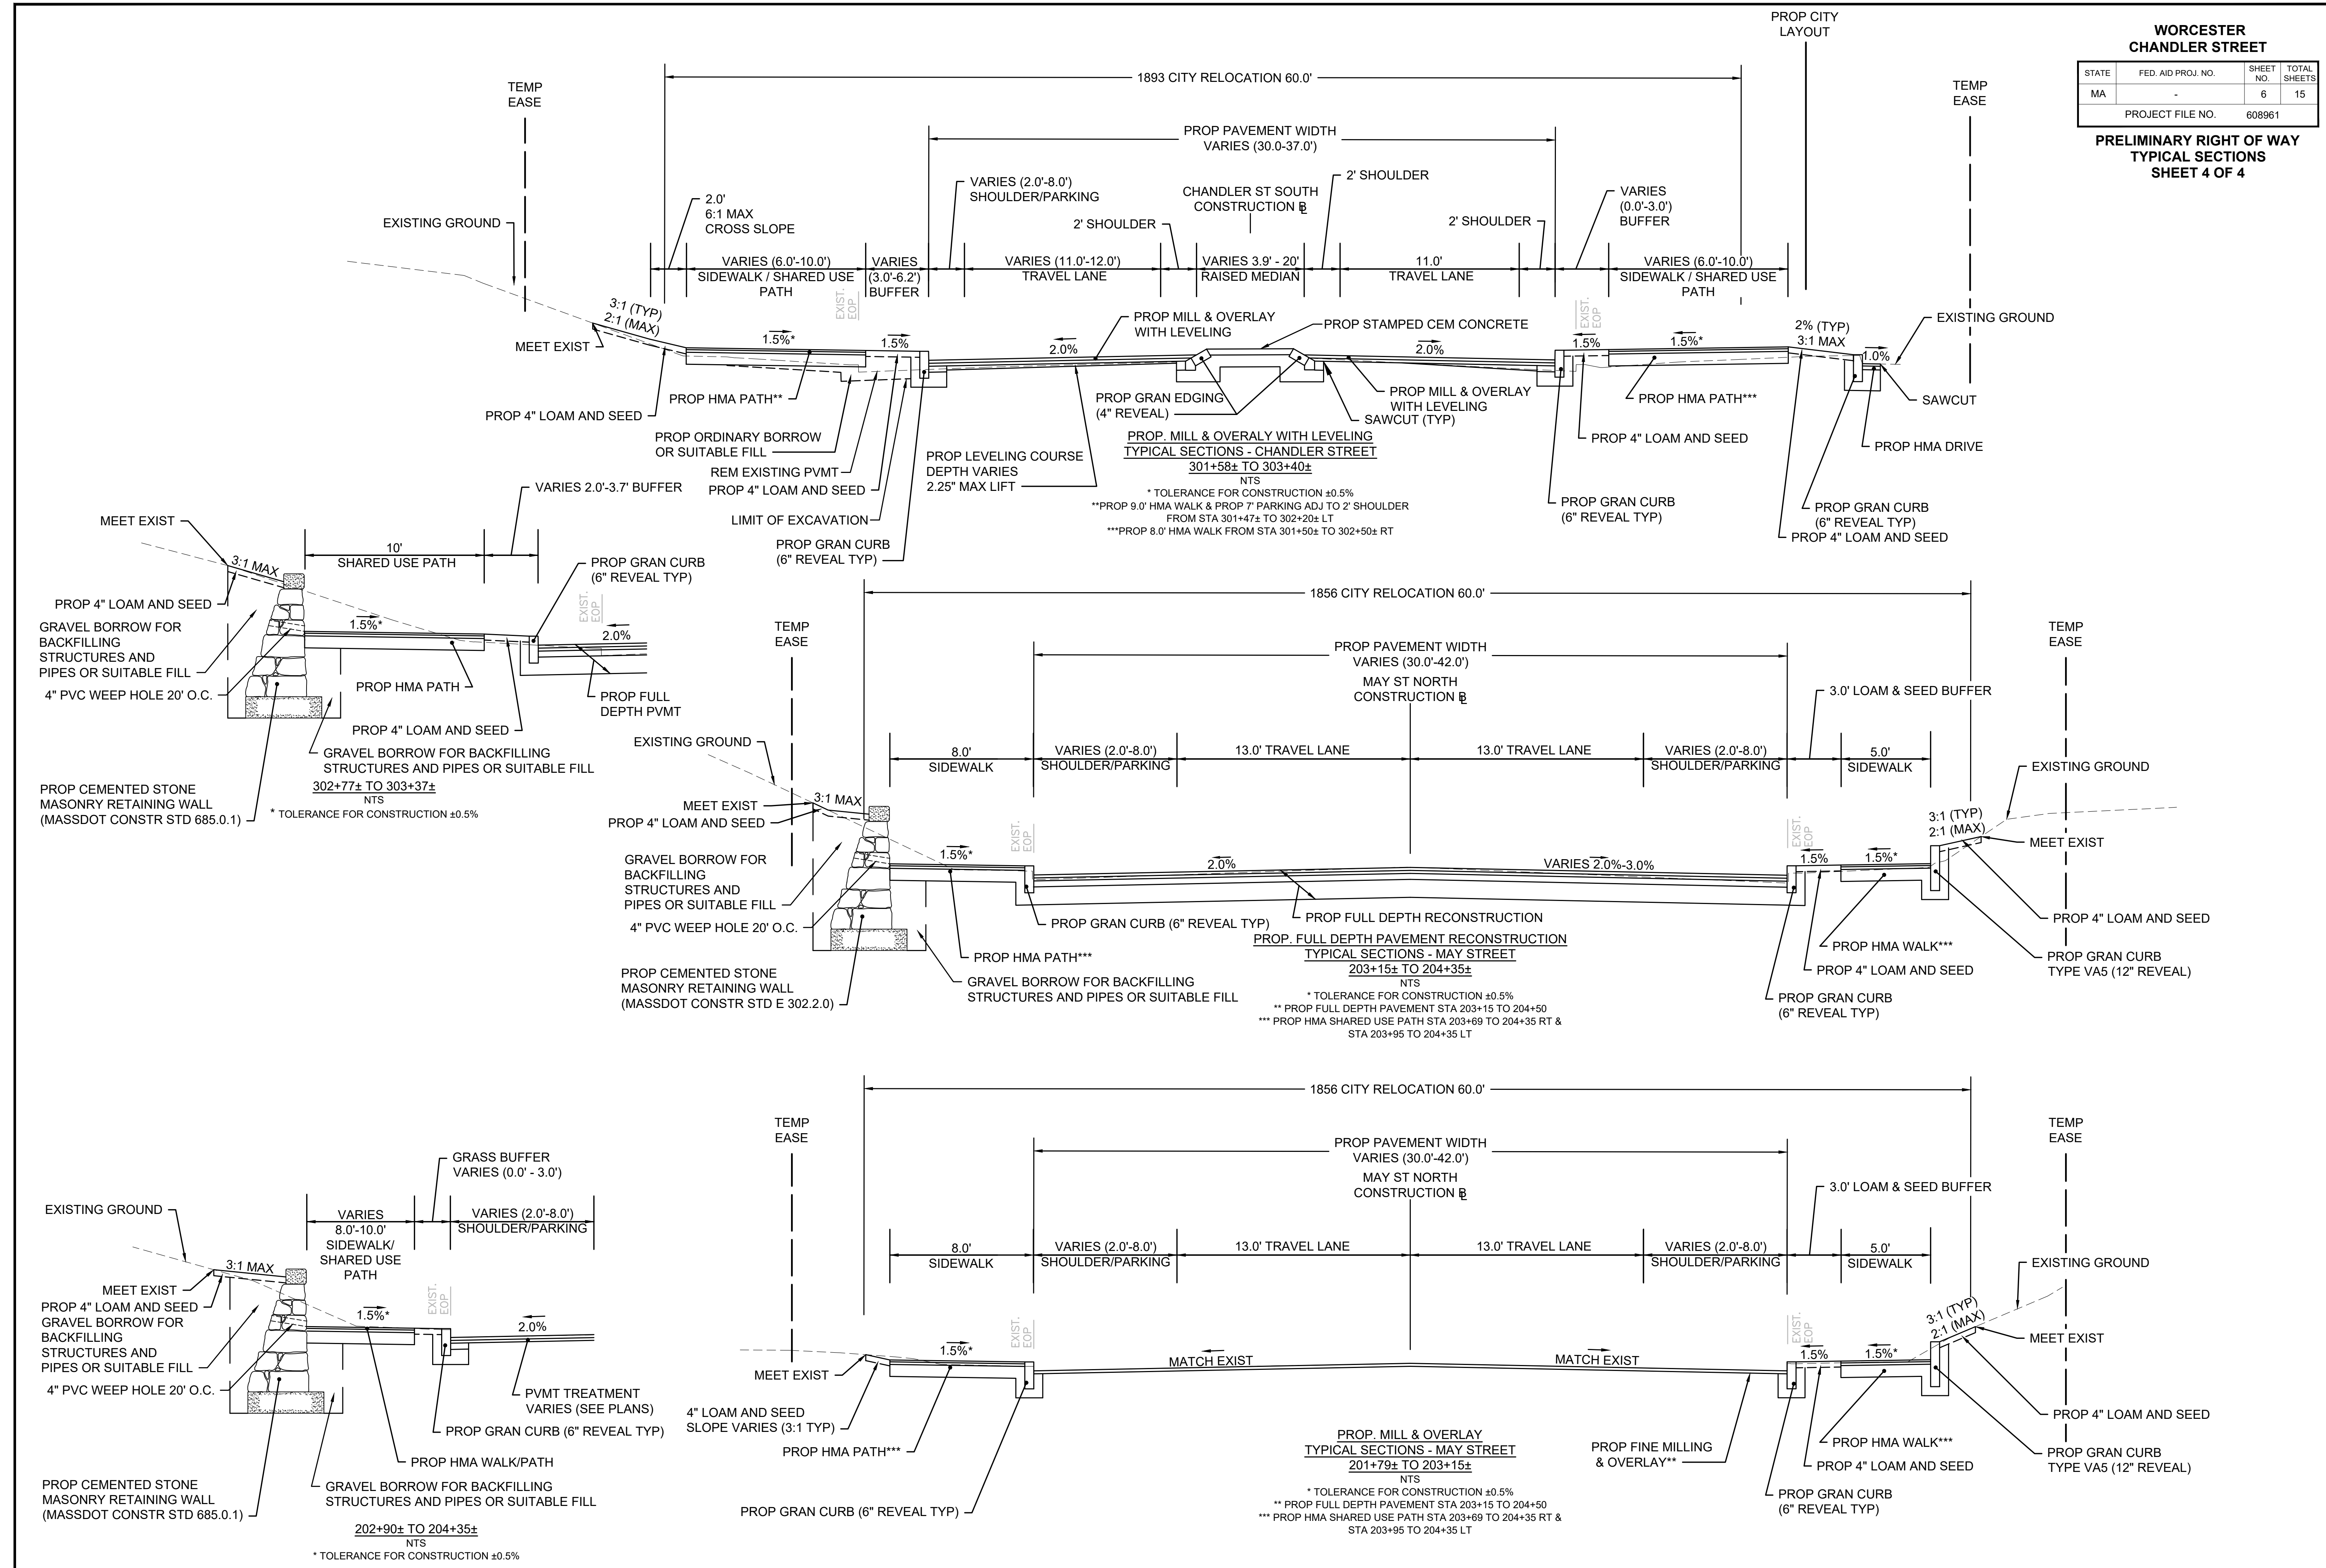 PROP CITY
LAYOUT
WORCESTER
CHANDLER STREET
STATE
FED. AID PROJ. NO.
SHEET
NO.
TOTAL
SHEETS
MA
-
6
15
PROJECT FILE NO.
608961
PRELIMINARY RIGHT OF WAY
TYPICAL SECTIONS
SHEET 4 OF 4
1893 CITY RELOCATION 60.0'
TEMP
EASE
TEMP
EASE
PROP PAVEMENT WIDTH
VARIES (30.0-37.0')
2.0'
6:1 MAX
CROSS SLOPE
VARIES (2.0'-8.0')
SHOULDER/PARKING
2' SHOULDER
CHANDLER ST SOUTH
CONSTRUCTION BL
2' SHOULDER
2' SHOULDER
VARIES
(0.0'-3.0')
BUFFER
EXISTING GROUND
VARIES (6.0'-10.0')
SIDEWALK / SHARED USE
PATH
VARIES
(3.0'-6.2')
BUFFER
VARIES (11.0'-12.0')
TRAVEL LANE
VARIES 3.9' - 20'
RAISED MEDIAN
11.0'
TRAVEL LANE
VARIES (6.0'-10.0')
SIDEWALK / SHARED USE
PATH
EXIST.
EOP
EXIST.
EOP
3:1 (TYP)
2:1 (MAX)
MEET EXIST
1.5%*
1.5%
2.0%
PROP MILL & OVERLAY
WITH LEVELING
PROP STAMPED CEM CONCRETE
2.0%
1.5%
1.5%*
2% (TYP)
3:1 MAX
1.0%
EXISTING GROUND
PROP 4" LOAM AND SEED
PROP HMA PATH**
PROP GRAN EDGING
(4" REVEAL)
PROP MILL & OVERLAY
WITH LEVELING
SAWCUT (TYP)
PROP HMA PATH***
SAWCUT
PROP ORDINARY BORROW
OR SUITABLE FILL
REM EXISTING PVMT
PROP 4" LOAM AND SEED
LIMIT OF EXCAVATION
PROP GRAN CURB
(6" REVEAL TYP)
PROP LEVELING COURSE
DEPTH VARIES
2.25" MAX LIFT
PROP. MILL & OVERALY WITH LEVELING
TYPICAL SECTIONS - CHANDLER STREET
301+58± TO 303+40±
NTS
* TOLERANCE FOR CONSTRUCTION ±0.5%
**PROP 9.0' HMA WALK & PROP 7' PARKING ADJ TO 2' SHOULDER
FROM STA 301+47± TO 302+20± LT
***PROP 8.0' HMA WALK FROM STA 301+50± TO 302+50± RT
PROP 4" LOAM AND SEED
PROP HMA DRIVE
PROP GRAN CURB
(6" REVEAL TYP)
PROP GRAN CURB
(6" REVEAL TYP)
PROP 4" LOAM AND SEED
VARIES 2.0'-3.7' BUFFER
MEET EXIST
10'
SHARED USE PATH
PROP GRAN CURB
(6" REVEAL TYP)
3:1 MAX
EXIST.
EOP
PROP 4" LOAM AND SEED
GRAVEL BORROW FOR
BACKFILLING
STRUCTURES AND
PIPES OR SUITABLE FILL
4" PVC WEEP HOLE 20' O.C.
1.5%*
2.0%
PROP HMA PATH
PROP FULL
DEPTH PVMT
PROP 4" LOAM AND SEED
GRAVEL BORROW FOR BACKFILLING
STRUCTURES AND PIPES OR SUITABLE FILL
PROP CEMENTED STONE
MASONRY RETAINING WALL
(MASSDOT CONSTR STD 685.0.1)
302+77± TO 303+37±
NTS
* TOLERANCE FOR CONSTRUCTION ±0.5%
1856 CITY RELOCATION 60.0'
TEMP
EASE
TEMP
EASE
PROP PAVEMENT WIDTH
VARIES (30.0'-42.0')
MAY ST NORTH
CONSTRUCTION BL
3.0' LOAM & SEED BUFFER
EXISTING GROUND
8.0'
SIDEWALK
VARIES (2.0'-8.0')
SHOULDER/PARKING
13.0' TRAVEL LANE
13.0' TRAVEL LANE
VARIES (2.0'-8.0')
SHOULDER/PARKING
5.0'
SIDEWALK
EXISTING GROUND
MEET EXIST
3:1 MAX
PROP 4" LOAM AND SEED
EXIST.
EOP
EXIST.
EOP
3:1 (TYP)
2:1 (MAX)
MEET EXIST
GRAVEL BORROW FOR
BACKFILLING
STRUCTURES AND
PIPES OR SUITABLE FILL
4" PVC WEEP HOLE 20' O.C.
1.5%*
2.0%
VARIES 2.0%-3.0%
1.5%
1.5%*
PROP GRAN CURB (6" REVEAL TYP)
PROP FULL DEPTH RECONSTRUCTION
PROP 4" LOAM AND SEED
PROP HMA PATH***
PROP. FULL DEPTH PAVEMENT RECONSTRUCTION
TYPICAL SECTIONS - MAY STREET
203+15± TO 204+35±
NTS
* TOLERANCE FOR CONSTRUCTION ±0.5%
** PROP FULL DEPTH PAVEMENT STA 203+15 TO 204+50
*** PROP HMA SHARED USE PATH STA 203+69 TO 204+35 RT &
STA 203+95 TO 204+35 LT
PROP HMA WALK***
PROP 4" LOAM AND SEED
PROP GRAN CURB
TYPE VA5 (12" REVEAL)
PROP CEMENTED STONE
MASONRY RETAINING WALL
(MASSDOT CONSTR STD E 302.2.0)
GRAVEL BORROW FOR BACKFILLING
STRUCTURES AND PIPES OR SUITABLE FILL
PROP GRAN CURB
(6" REVEAL TYP)
GRASS BUFFER
VARIES (0.0' - 3.0')
EXISTING GROUND
VARIES
8.0'-10.0'
SIDEWALK/
SHARED USE
PATH
VARIES (2.0'-8.0')
SHOULDER/PARKING
3:1 MAX
MEET EXIST
PROP 4" LOAM AND SEED
GRAVEL BORROW FOR
BACKFILLING
STRUCTURES AND
PIPES OR SUITABLE FILL
4" PVC WEEP HOLE 20' O.C.
EXIST.
EOP
1.5%*
2.0%
PVMT TREATMENT
VARIES (SEE PLANS)
PROP GRAN CURB (6" REVEAL TYP)
PROP HMA WALK/PATH
PROP CEMENTED STONE
MASONRY RETAINING WALL
(MASSDOT CONSTR STD 685.0.1)
GRAVEL BORROW FOR BACKFILLING
STRUCTURES AND PIPES OR SUITABLE FILL
202+90± TO 204+35±
NTS
* TOLERANCE FOR CONSTRUCTION ±0.5%
1856 CITY RELOCATION 60.0'
TEMP
EASE
TEMP
EASE
PROP PAVEMENT WIDTH
VARIES (30.0'-42.0')
MAY ST NORTH
CONSTRUCTION BL
3.0' LOAM & SEED BUFFER
8.0'
SIDEWALK
VARIES (2.0'-8.0')
SHOULDER/PARKING
13.0' TRAVEL LANE
13.0' TRAVEL LANE
VARIES (2.0'-8.0')
SHOULDER/PARKING
5.0'
SIDEWALK
EXISTING GROUND
EXIST.
EOP
EXIST.
EOP
3:1 (TYP)
2:1 (MAX)
MEET EXIST
MEET EXIST
1.5%*
MATCH EXIST
MATCH EXIST
1.5%
1.5%*
4" LOAM AND SEED
SLOPE VARIES (3:1 TYP)
PROP HMA PATH***
PROP GRAN CURB (6" REVEAL TYP)
PROP. MILL & OVERLAY
TYPICAL SECTIONS - MAY STREET
201+79± TO 203+15±
NTS
* TOLERANCE FOR CONSTRUCTION ±0.5%
** PROP FULL DEPTH PAVEMENT STA 203+15 TO 204+50
*** PROP HMA SHARED USE PATH STA 203+69 TO 204+35 RT &
STA 203+95 TO 204+35 LT
PROP FINE MILLING
& OVERLAY**
PROP 4" LOAM AND SEED
PROP HMA WALK***
PROP 4" LOAM AND SEED
PROP GRAN CURB
TYPE VA5 (12" REVEAL)
PROP GRAN CURB
(6" REVEAL TYP)